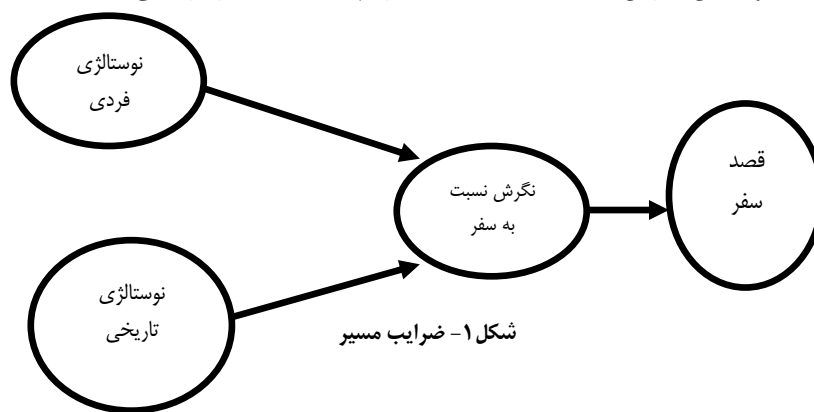 نوستالژی
فردی
قصد
سفر
نگرش نسبت
به سفر
نوستالژی
تاریخی
شکل۱- ضرایب مسیر